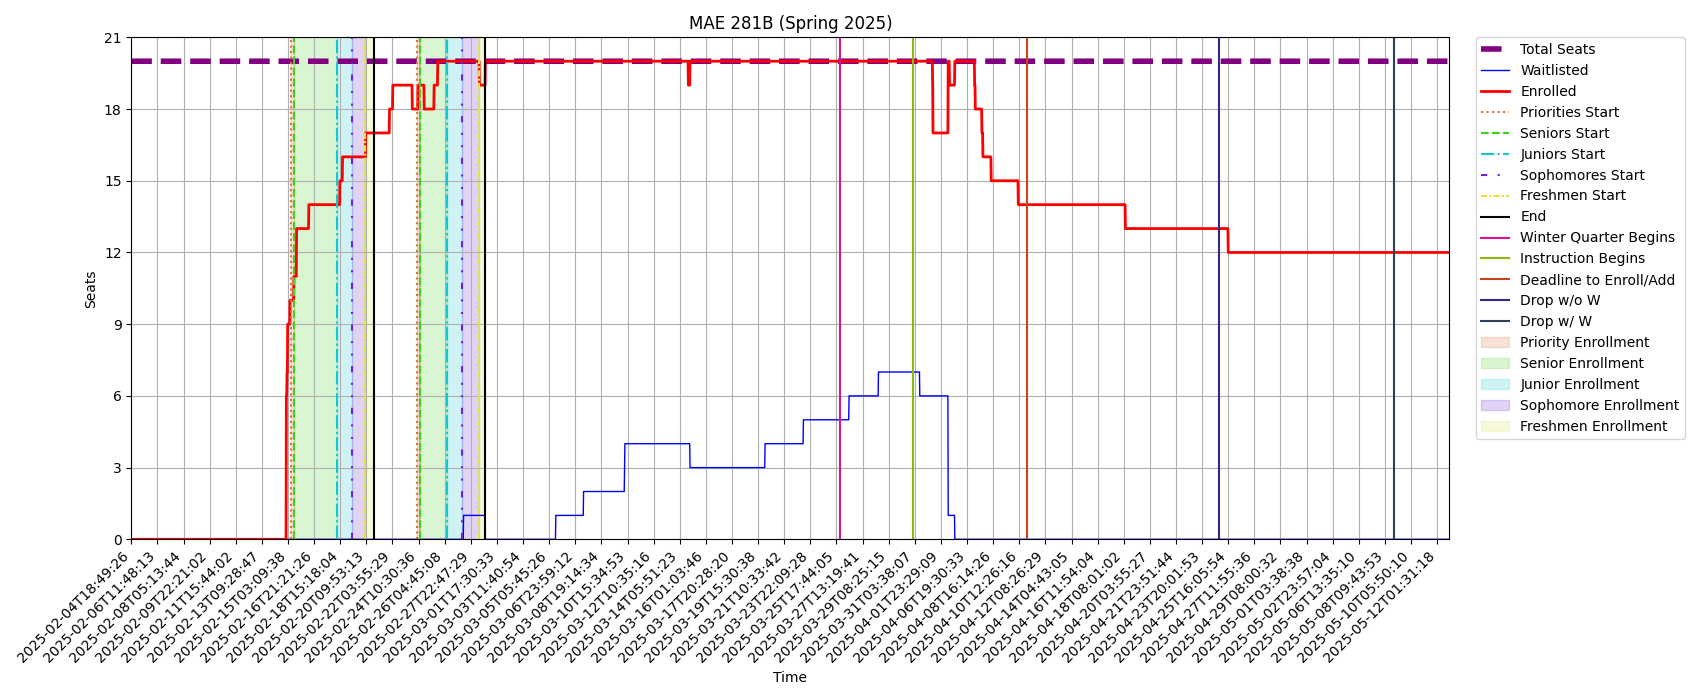 MAE 281B (Spring 2025)
Seats
21
18
15
12
9
6
3
0
2025-02-04T18:49:26
2025-02-06T11:48:13
2025-02-08T05:13:44
2025-02-09T22:21:02
2025-02-11T15:44:02
2025-02-13T09:28:47
2025-02-15T03:09:38
2025-02-16T21:21:26
2025-02-18T15:18:04
2025-02-20T09:53:13
2025-02-22T03:55:29
2025-02-24T10:30:36
2025-02-26T04:45:08
2025-02-27T22:47:29
2025-03-01T17:30:33
2025-03-03T11:40:54
2025-03-05T05:45:26
2025-03-06T23:59:12
2025-03-08T19:14:34
2025-03-10T15:34:53
2025-03-12T10:35:16
2025-03-14T05:51:23
2025-03-16T01:03:46
2025-03-17T20:28:20
2025-03-19T15:30:38
2025-03-21T10:33:42
2025-03-23T22:09:28
2025-03-25T17:44:05
2025-03-27T13:19:41
2025-03-29T08:25:15
2025-03-31T03:38:07
2025-04-01T23:29:09
2025-04-06T19:30:33
2025-04-08T16:14:26
2025-04-10T12:26:16
2025-04-12T08:26:29
2025-04-14T04:43:05
2025-04-16T11:54:04
2025-04-18T08:01:02
2025-04-20T03:55:27
2025-04-21T23:51:44
2025-04-23T20:01:53
2025-04-25T16:05:54
2025-04-27T11:55:36
2025-04-29T08:00:32
2025-05-01T03:38:38
2025-05-02T23:57:04
2025-05-06T13:35:10
2025-05-08T09:43:53
2025-05-10T05:50:10
2025-05-12T01:31:18
Time
Total Seats
Waitlisted
Enrolled
Priorities Start
Seniors Start
Juniors Start
Sophomores Start
Freshmen Start
End
Winter Quarter Begins
Instruction Begins
Deadline to Enroll/Add
Drop w/o W
Drop w/ W
Priority Enrollment
Senior Enrollment
Junior Enrollment
Sophomore Enrollment
Freshmen Enrollment